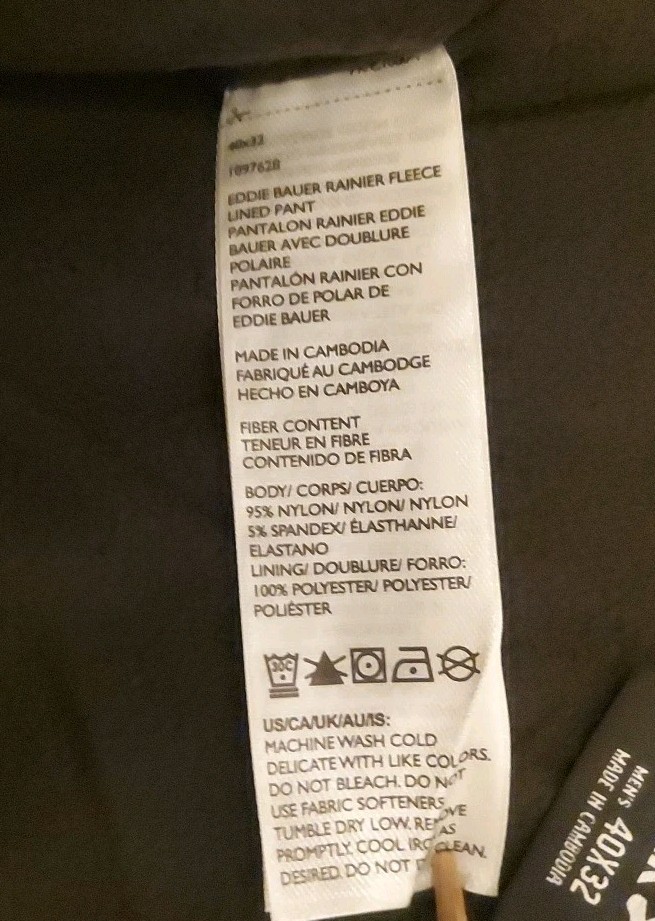 40x32
1097628
EDDIE BAUER RAINIER FLEECE
LINED PANT
PANTALON RAINIER EDDIE
BAUER AVEC DOUBLURE
POLAIRE
PANTALÓN RAINIER CON
FORRO DE POLAR DE
EDDIE BAUER
MADE IN CAMBODIA
FABRIQUÉ AU CAMBODGE
HECHO EN CAMBOYA
FIBER CONTENT
TENEUR EN FIBRE
CONTENIDO DE FIBRA
BODY/ CORPS/ CUERPO:
95% NYLON/ NYLON/ NYLON
5% SPANDEX/ ÉLASTHANNE/
ELASTANO
LINING/ DOUBLURE/ FORRO:
100% POLYESTER/ POLYESTER/
POLIÉSTER
30C
US/CA/UK/AU/IS:
MACHINE WASH COLD
DELICATE WITH LIKE COLORS.
DO NOT BLEACH. DO NOT
USE FABRIC SOFTENERS
TUMBLE DRY LOW. REMOVE
PROMPTLY. COOL IRO AS
DESIRED. DO NOT D CLEAN.
MEN'S 40X32
MADE IN CAMBODIA